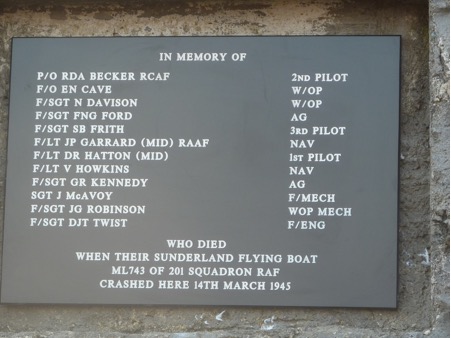 IN MEMORY OF
P/O RDA BECKER RCAF 2ND PILOT
F/O EN CAVE W/OP
F/SGT N DAVISON W/OP
F/SGT FNG FORD AG
F/SGT SB FRITH 3RD PILOT
F/LT JP GARRARD (MID) RAAF NAV
F/LT DR HATTON (MID) 1ST PILOT
F/LT V HOWKINS NAV
F/SGT GR KENNEDY AG
SGT J McAVOY F/MECH
F/SGT JG ROBINSON WOP MECH
F/SGT DJT TWIST F/ENG
WHO DIED
WHEN THEIR SUNDERLAND FLYING BOAT
ML743 OF 201 SQUADRON RAF
CRASHED HERE 14TH MARCH 1945